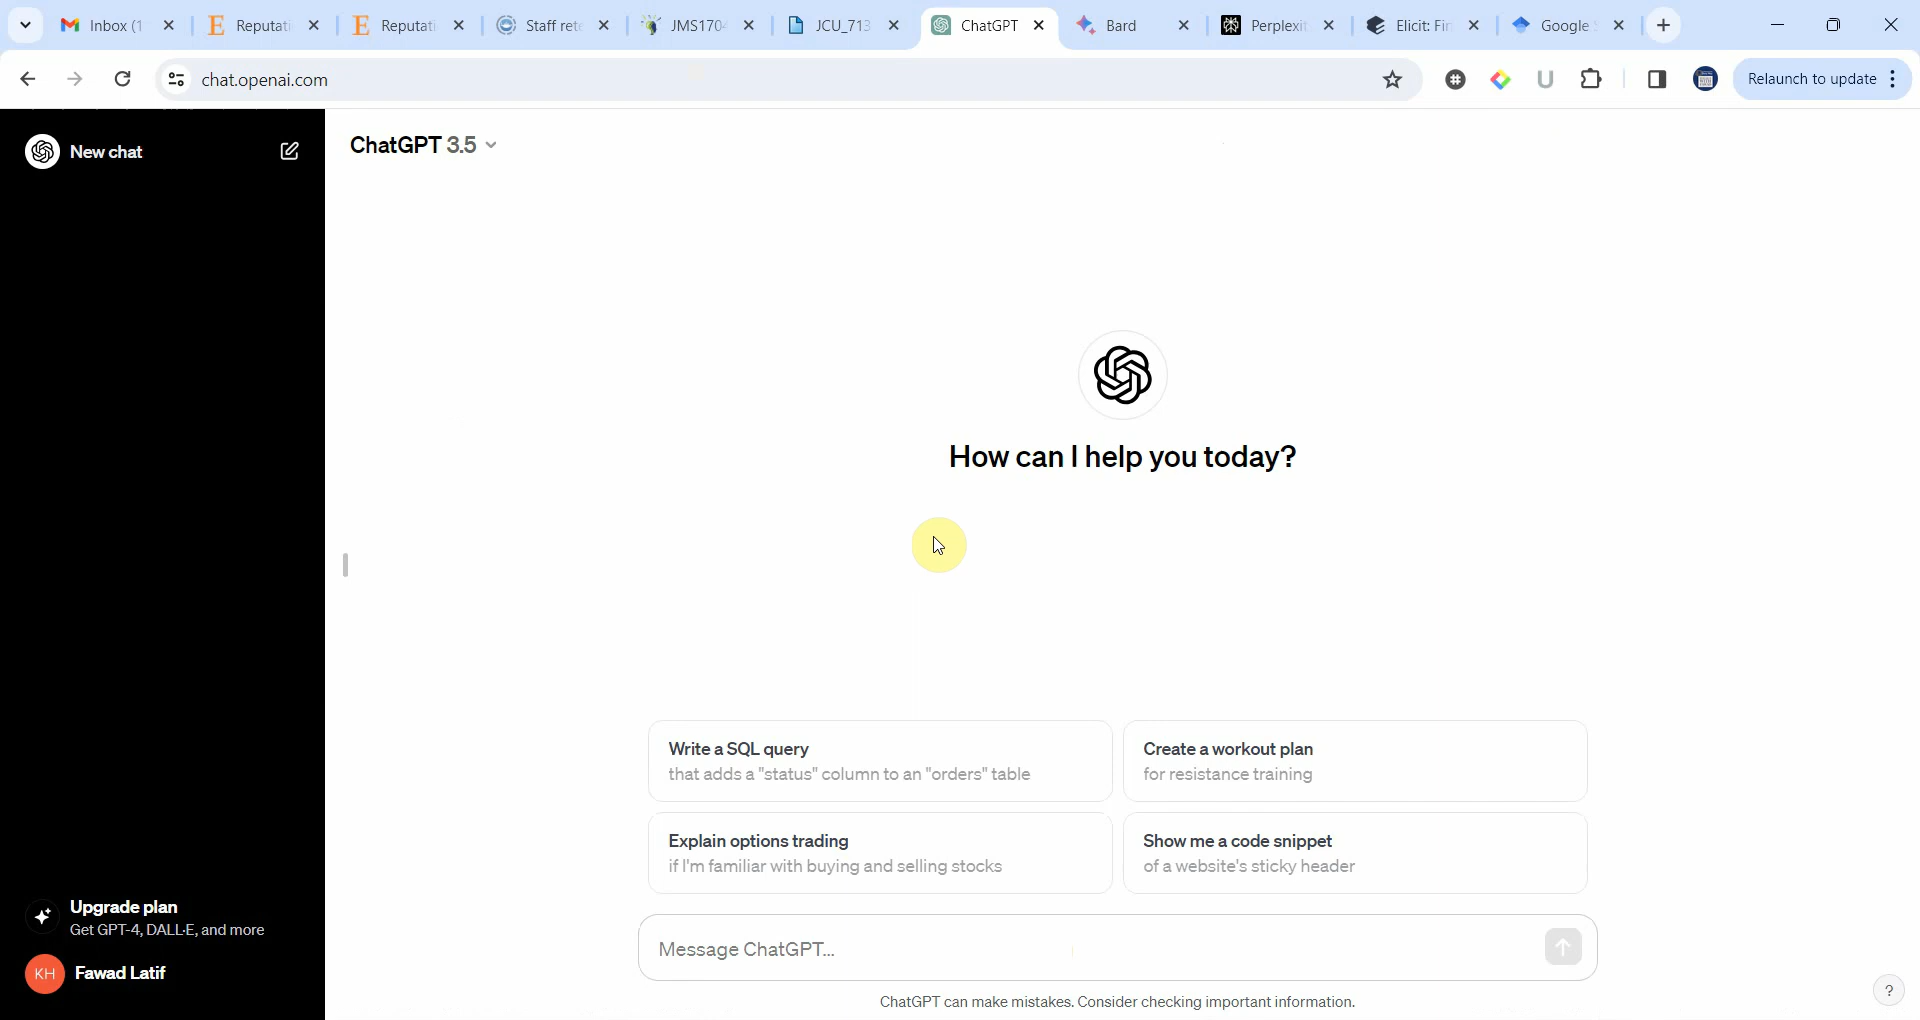 Inbox (1
Reputati
Reputati
Staff rete
JMS1704
JCU_713
ChatGPT
Bard
Perplexit
Elicit: Fin
Google S
chat.openai.com
Relaunch to update
New chat
ChatGPT 3.5
How can I help you today?
Write a SQL query
that adds a "status" column to an "orders" table
Create a workout plan
for resistance training
Explain options trading
if I'm familiar with buying and selling stocks
Show me a code snippet
of a website's sticky header
Upgrade plan
Get GPT-4, DALL·E, and more
KH
Fawad Latif
Message ChatGPT...
ChatGPT can make mistakes. Consider checking important information.
?